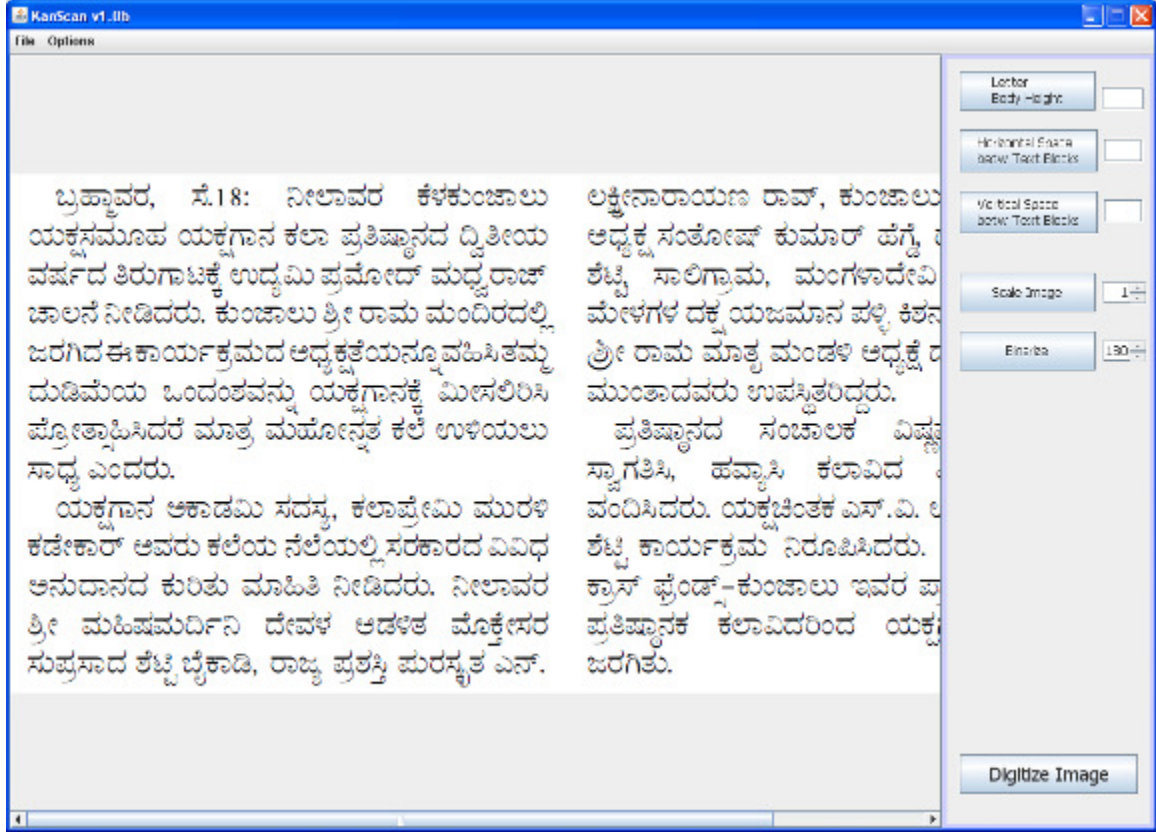 KanScan v1.0b
File Options
ಬ್ರಹ್ಮಾವರ, ಸೆ.18: ನೀಲಾವರ ಕೆಳಕುಂಜಾಲು
ಯಕ್ಷಸಮೂಹ ಯಕ್ಷಗಾನ ಕಲಾ ಪ್ರತಿಷ್ಠಾನದ ದ್ವಿತೀಯ
ವರ್ಷದ ತಿರುಗಾಟಕ್ಕೆ ಉದ್ಯಮಿ ಪ್ರಮೋದ್ ಮಧ್ವರಾಜ್
ಚಾಲನೆ ನೀಡಿದರು. ಕುಂಜಾಲು ಶ್ರೀ ರಾಮ ಮಂದಿರದಲ್ಲಿ
ಜರಗಿದ ಈ ಕಾರ್ಯಕ್ರಮದ ಅಧ್ಯಕ್ಷತೆಯನ್ನೂ ವಹಿಸಿ ತಮ್ಮ
ದುಡಿಮೆಯ ಒಂದಂಶವನ್ನು ಯಕ್ಷಗಾನಕ್ಕೆ ಮೀಸಲಿರಿಸಿ
ಪ್ರೋತ್ಸಾಹಿಸಿದರೆ ಮಾತ್ರ ಮಹೋನ್ನತ ಕಲೆ ಉಳಿಯಲು
ಸಾಧ್ಯ ಎಂದರು.
ಯಕ್ಷಗಾನ ಅಕಾಡಮಿ ಸದಸ್ಯ, ಕಲಾಪ್ರೇಮಿ ಮುರಳಿ
ಕಡೇಕಾರ್ ಅವರು ಕಲೆಯ ನೆಲೆಯಲ್ಲಿ ಸರಕಾರದ ವಿವಿಧ
ಅನುದಾನದ ಕುರಿತು ಮಾಹಿತಿ ನೀಡಿದರು. ನೀಲಾವರ
ಶ್ರೀ ಮಹಿಷಮರ್ದಿನಿ ದೇವಳ ಆಡಳಿತ ಮೊಕ್ತೇಸರ
ಸುಪ್ರಸಾದ ಶೆಟ್ಟಿ ಬೈಕಾಡಿ, ರಾಜ್ಯ ಪ್ರಶಸ್ತಿ ಪುರಸ್ಕೃತ ಎನ್.
ಲಕ್ಷ್ಮೀನಾರಾಯಣ ರಾವ್, ಕುಂಜಾಲು
ಅಧ್ಯಕ್ಷ ಸಂತೋಷ್ ಕುಮಾರ್ ಹೆಗ್ಡೆ,
ಶೆಟ್ಟಿ ಸಾಲಿಗ್ರಾಮ, ಮಂಗಳಾದೇವಿ
ಮೇಳಗಳ ದಕ್ಷ ಯಜಮಾನ ಪಳ್ಳಿ ಕಿಶನ
ಶ್ರೀ ರಾಮ ಮಾತೃ ಮಂಡಳಿ ಅಧ್ಯಕ್ಷೆ
ಮುಂತಾದವರು ಉಪಸ್ಥಿತರಿದ್ದರು.
ಪ್ರತಿಷ್ಠಾನದ ಸಂಚಾಲಕ
ಸ್ವಾಗತಿಸಿ, ಹವ್ಯಾಸಿ ಕಲಾವಿದ
ವಂದಿಸಿದರು. ಯಕ್ಷಚಿಂತಕ ಎಸ್.ವಿ.
ಶೆಟ್ಟಿ ಕಾರ್ಯಕ್ರಮ ನಿರೂಪಿಸಿದರು.
ಕ್ರಾಸ್ ಫ್ರೆಂಡ್ಸ್-ಕುಂಜಾಲು ಇವರ
ಪ್ರತಿಷ್ಠಾನಕ ಕಲಾವಿದರಿಂದ
ಜರಗಿತು.
Letter
Body Height
Horizontal Space
betw Text Blocks
Vertical Space
betw Text Blocks
Scale Image 1
Binarize 180
Digitize Image